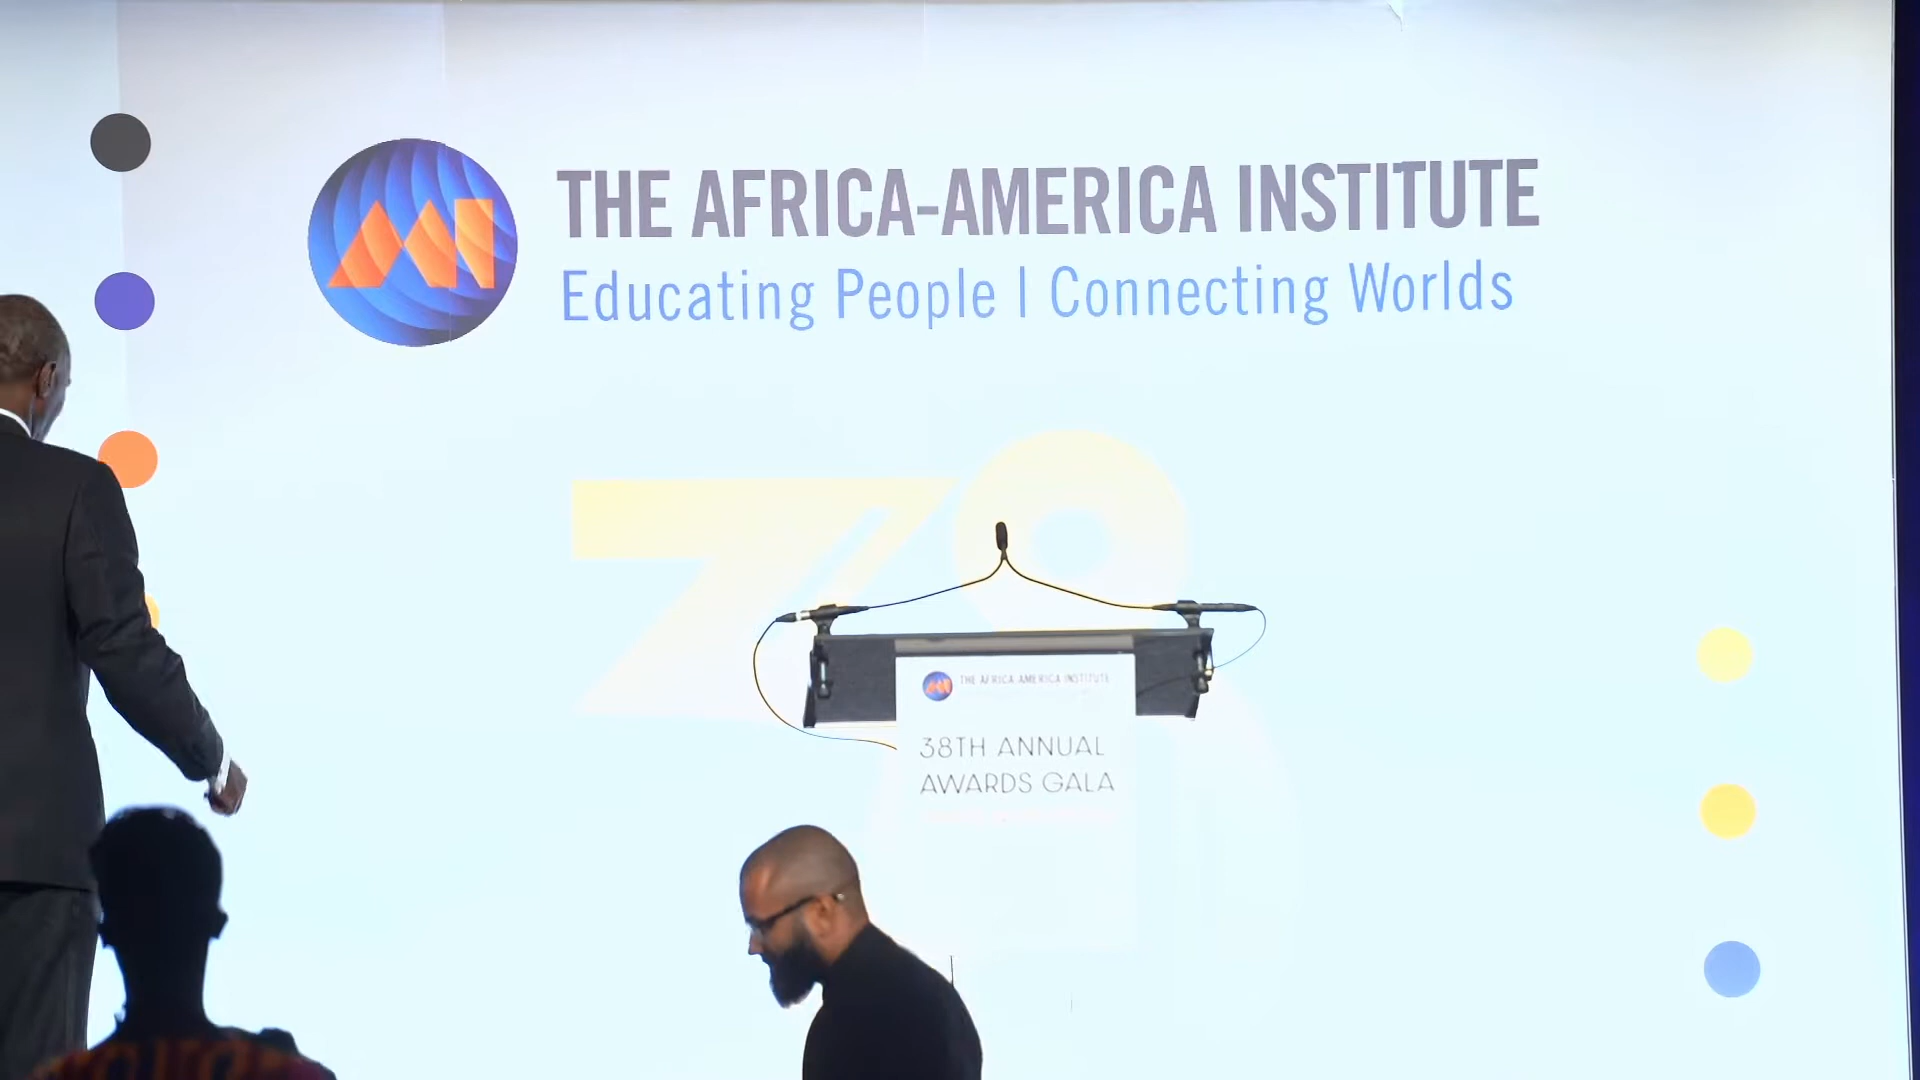 THE AFRICA-AMERICA INSTITUTE
Educating People | Connecting Worlds
THE AFRICA-AMERICA INSTITUTE
38TH ANNUAL
AWARDS GALA